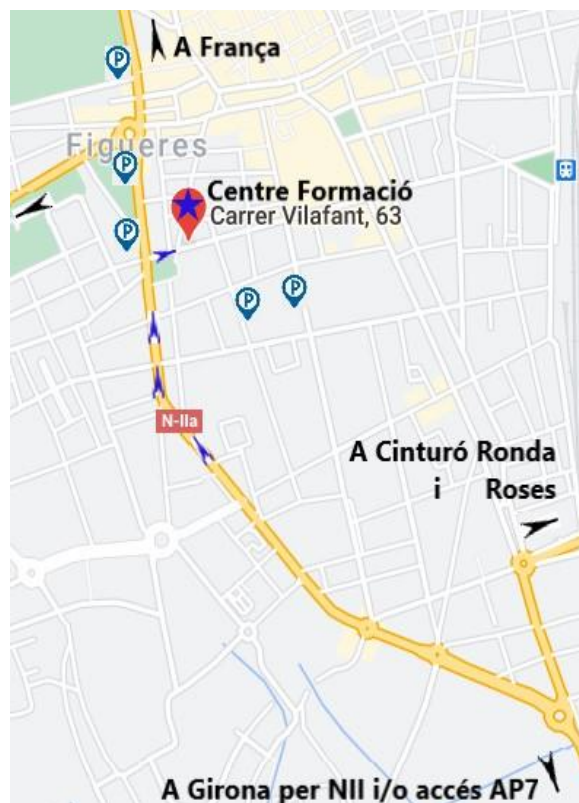 A França
P
Figueres
P
Centre Formació
Carrer Vilafant, 63
P
P
P
N-IIa
A Cinturó Ronda
i Roses
A Girona per NII i/o accés AP7